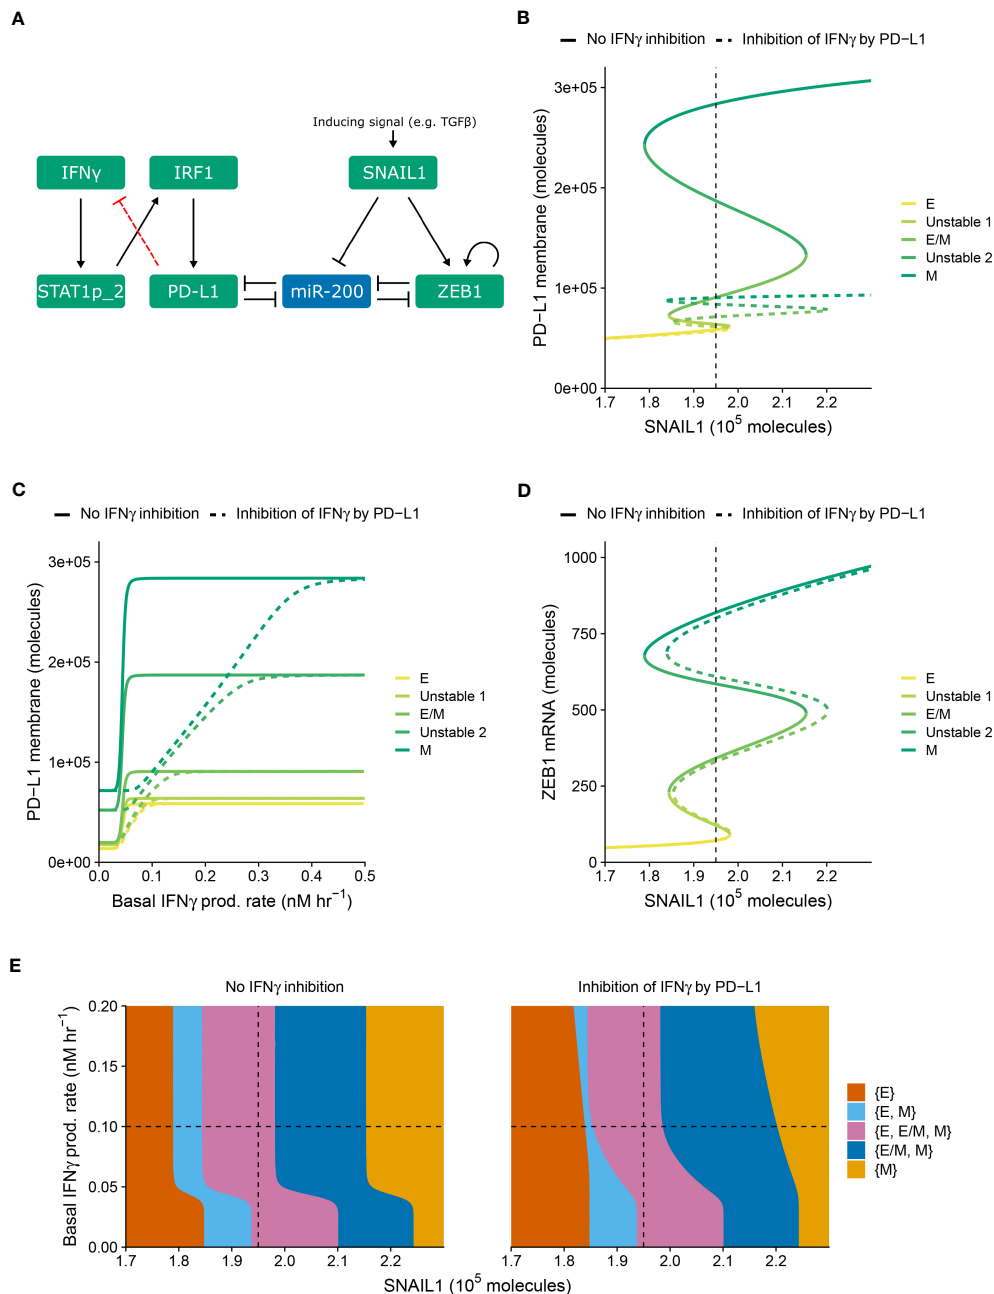 A
Inducing signal (e.g. TGFβ)
IFNγ
IRF1
SNAIL1
STAT1p_2
PD-L1
miR-200
ZEB1
B
No IFNγ inhibition
Inhibition of IFNγ by PD−L1
PD−L1 membrane (molecules)
3e+05
2e+05
1e+05
0e+00
1.7 1.8 1.9 2.0 2.1 2.2
SNAIL1 (10⁵ molecules)
E
Unstable 1
E/M
Unstable 2
M
C
No IFNγ inhibition
Inhibition of IFNγ by PD−L1
PD−L1 membrane (molecules)
3e+05
2e+05
1e+05
0e+00
0.0 0.1 0.2 0.3 0.4 0.5
Basal IFNγ prod. rate (nM hr⁻¹)
E
Unstable 1
E/M
Unstable 2
M
D
No IFNγ inhibition
Inhibition of IFNγ by PD−L1
ZEB1 mRNA (molecules)
1000
750
500
250
0
1.7 1.8 1.9 2.0 2.1 2.2
SNAIL1 (10⁵ molecules)
E
Unstable 1
E/M
Unstable 2
M
E
No IFNγ inhibition
Inhibition of IFNγ by PD−L1
Basal IFNγ prod. rate (nM hr⁻¹)
0.20
0.15
0.10
0.05
0.00
1.7 1.8 1.9 2.0 2.1 2.2
1.7 1.8 1.9 2.0 2.1 2.2
SNAIL1 (10⁵ molecules)
{E}
{E, M}
{E, E/M, M}
{E/M, M}
{M}